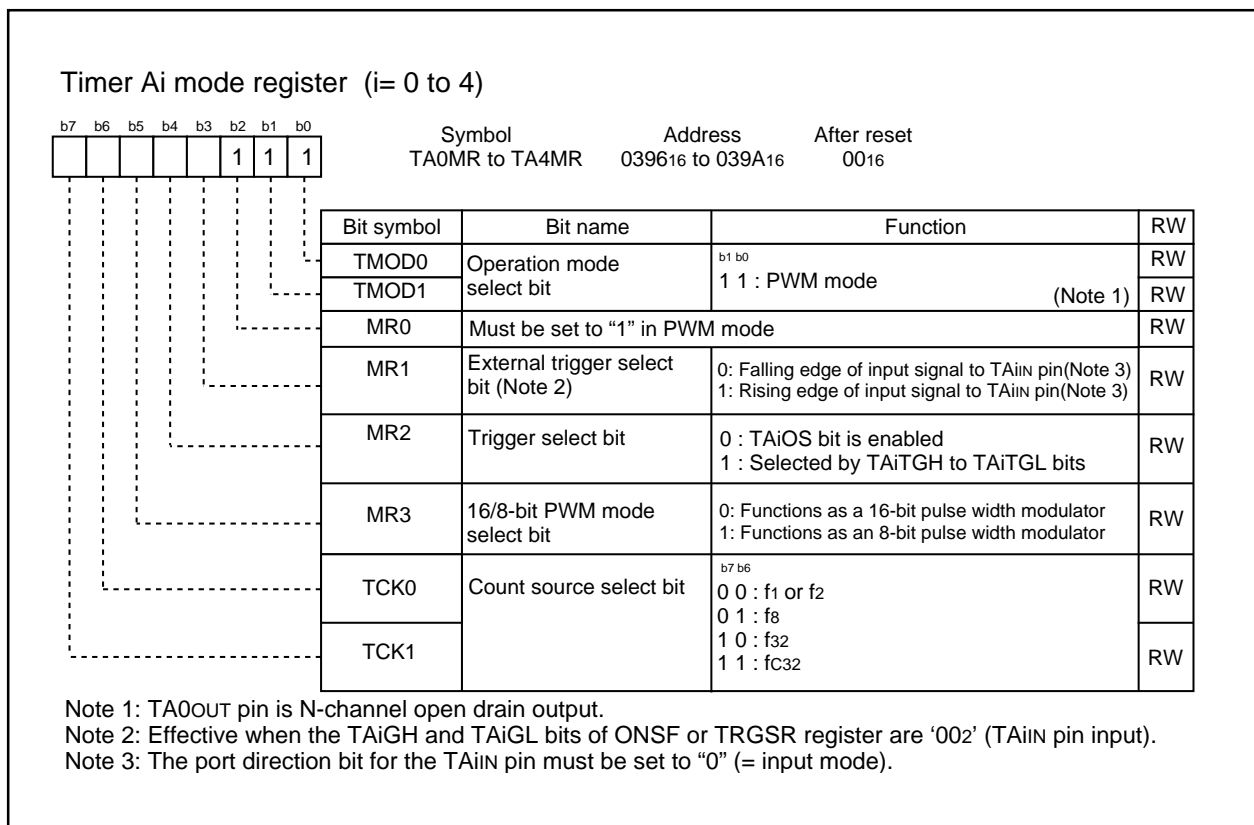 Timer Ai mode register (i= 0 to 4)
b7 b6 b5 b4 b3 b2 b1 b0
1 1 1
Symbol Address After reset
TA0MR to TA4MR 039616 to 039A16 0016
Bit symbol Bit name Function RW
TMOD0 Operation mode select bit b1 b0 RW
TMOD1 1 1 : PWM mode (Note 1) RW
MR0 Must be set to “1” in PWM mode RW
MR1 External trigger select bit (Note 2) RW
0: Falling edge of input signal to TAiIN pin(Note 3)
1: Rising edge of input signal to TAiIN pin(Note 3)
MR2 Trigger select bit RW
0 : TAiOS bit is enabled
1 : Selected by TAiTGH to TAiTGL bits
MR3 16/8-bit PWM mode select bit RW
0: Functions as a 16-bit pulse width modulator
1: Functions as an 8-bit pulse width modulator
TCK0 Count source select bit RW
b7 b6
0 0 : f1 or f2
0 1 : f8
1 0 : f32
1 1 : fC32
TCK1 RW
Note 1: TA0OUT pin is N-channel open drain output.
Note 2: Effective when the TAiGH and TAiGL bits of ONSF or TRGSR register are ‘002’ (TAiIN pin input).
Note 3: The port direction bit for the TAiIN pin must be set to “0” (= input mode).